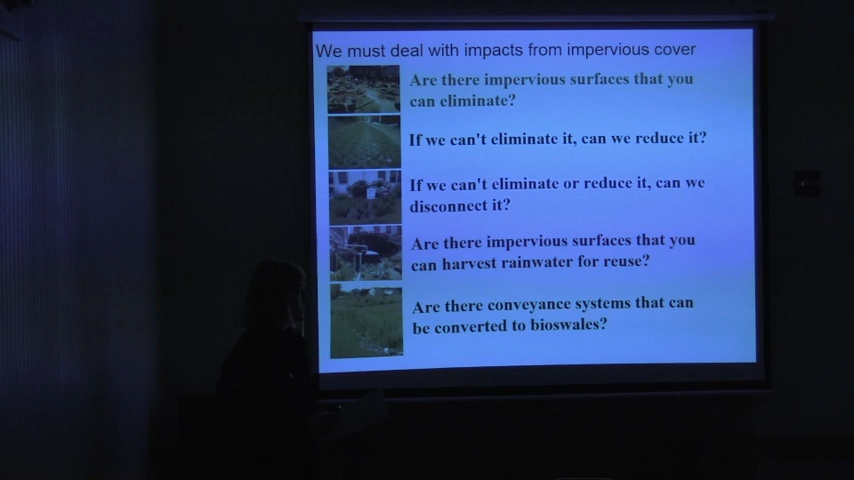 We must deal with impacts from impervious cover
Are there impervious surfaces that you
can eliminate?
If we can't eliminate it, can we reduce it?
If we can't eliminate or reduce it, can we
disconnect it?
Are there impervious surfaces that you
can harvest rainwater for reuse?
Are there conveyance systems that can
be converted to bioswales?